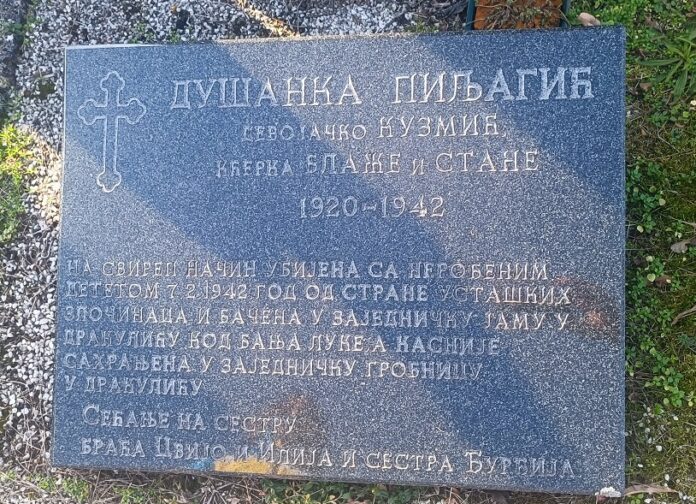 ДУШАНКА ПИЉАГИЋ
ДЕВОЈАЧКО КУЗМИЋ,
КЋЕРКА БЛАЖЕ И СТАНЕ
1920-1942
НА СВИРЕП НАЧИН УБИЈЕНА СА НЕРОЂЕНИМ
ДЕТЕТОМ 7.2.1942 ГОД ОД СТРАНЕ УСТАШКИХ
ЗЛОЧИНАЦА И БАЧЕНА У ЗАЈЕДНИЧКУ ЈАМУ У
ДРАКУЛИЋУ КОД БАЊА ЛУКЕ А КАСНИЈЕ
САХРАЊЕНА У ЗАЈЕДНИЧКУ ГРОБНИЦУ
У ДРАКУЛИЋУ
СЕЋАЊЕ НА СЕСТРУ
БРАЋА ЦВИЈО И ИЛИЈА И СЕСТРА ЂУРЂИЈА